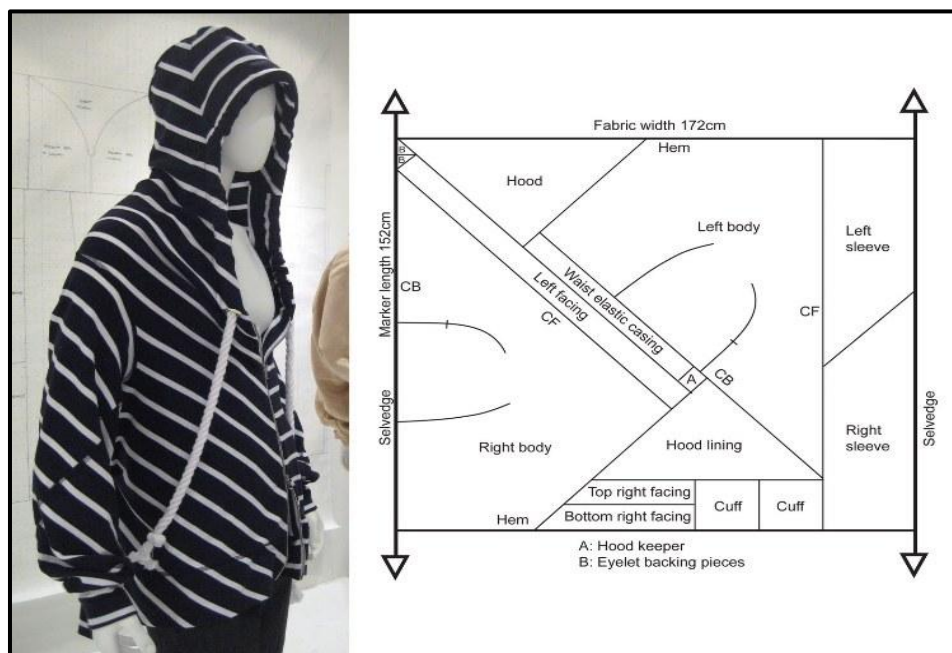 Fabric width 172cm
Hem
B
B
Hood
Left body
Left
sleeve
Marker length 152cm
CB
Waist elastic casing
Left facing
CF
CF
A
CB
Selvedge
Selvedge
Right body
Hood lining
Right
sleeve
Top right facing
Bottom right facing
Cuff
Cuff
Hem
A: Hood keeper
B: Eyelet backing pieces